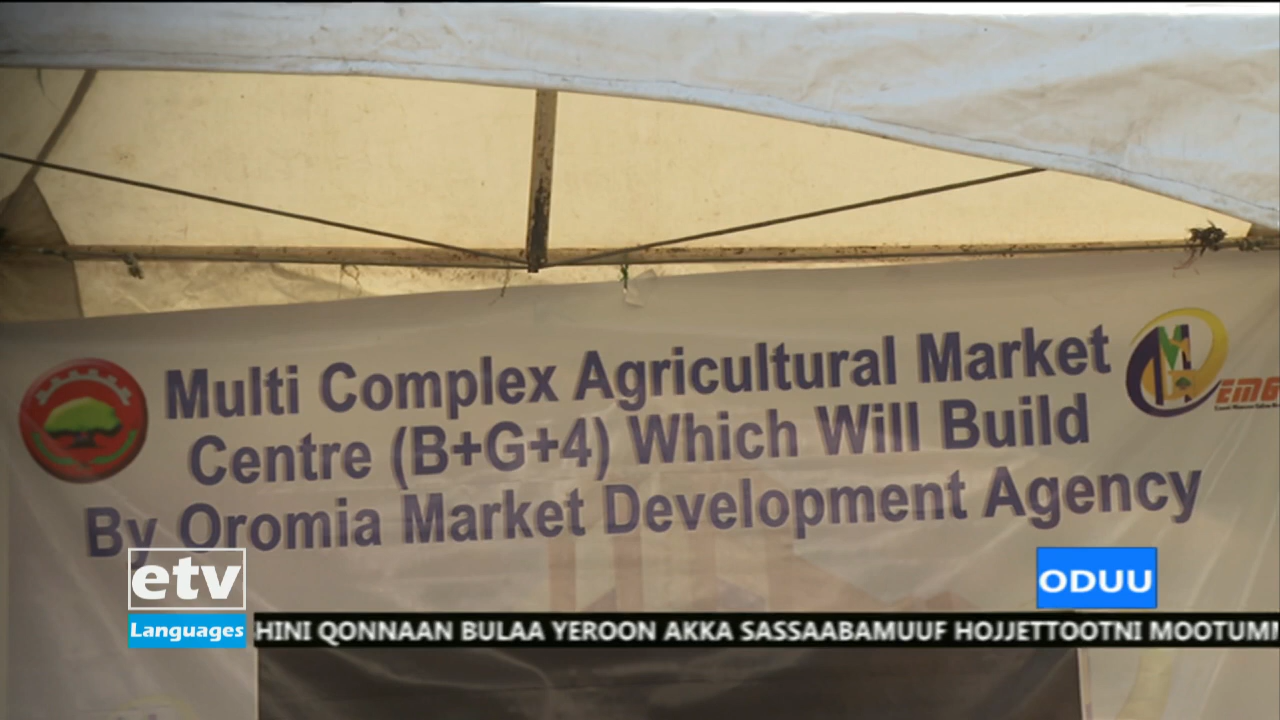 Multi Complex Agricultural Market
Centre (B+G+4) Which Will Build
By Oromia Market Development Agency
etv
Languages
ODUU
HINI QONNAAN BULAA YEROON AKKA SASSAABAMUUF HOJJETTOOTNI